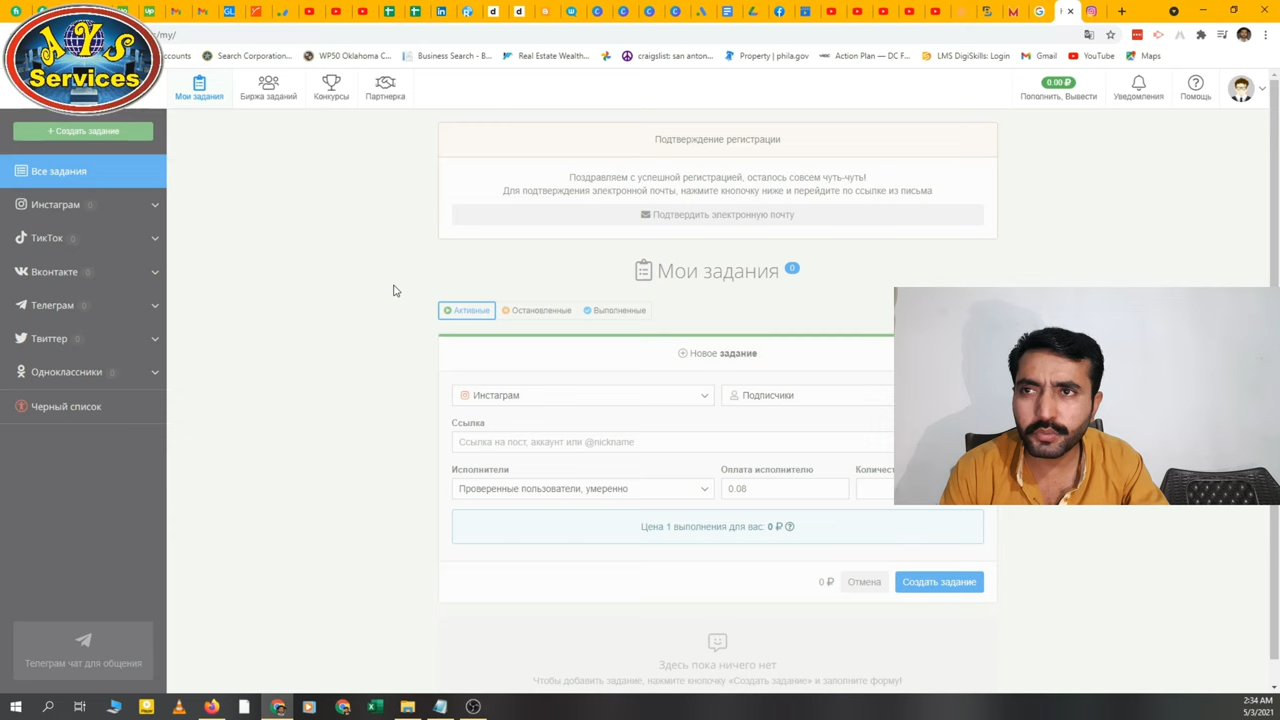 s/my/
ccounts
Search Corporation...
WP50 Oklahoma C...
Business Search - B...
Real Estate Wealth...
craigslist: san anton...
Property | phila.gov
Action Plan — DC F...
LMS DigiSkills: Login
Gmail
YouTube
Maps
AYS
Services
Мои задания
Биржа заданий
Конкурсы
Партнерка
0.00 ₽
Пополнить, Вывести
Уведомления
Помощь
+ Создать задание
Все задания
Инстаграм 0
ТикТок 0
Вконтакте 0
Телеграм 0
Твиттер 0
Одноклассники 0
Черный список
Телеграм чат для общения
Подтверждение регистрации
Поздравляем с успешной регистрацией, осталось совсем чуть-чуть!
Для подтверждения электронной почты, нажмите кнопочку ниже и перейдите по ссылке из письма
Подтвердить электронную почту
Мои задания 0
Активные
Остановленные
Выполненные
Новое задание
Инстаграм
Подписчики
Ссылка
Ссылка на пост, аккаунт или @nickname
Исполнители
Оплата исполнителю
Количест
Проверенные пользователи, умеренно
0.08
Цена 1 выполнения для вас: 0 ₽
0 ₽
Отмена
Создать задание
Здесь пока ничего нет
Чтобы добавить задание, нажмите кнопочку «Создать задание» и заполните форму!
2:34 AM
5/3/2021